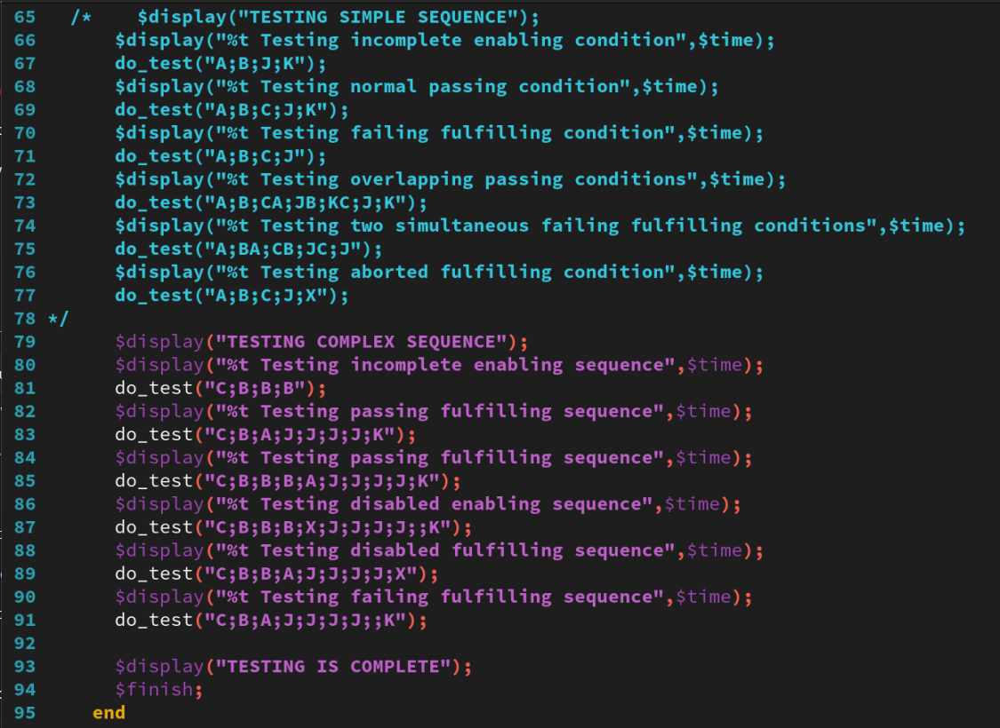 65 /* $display("TESTING SIMPLE SEQUENCE");
66 $display("%t Testing incomplete enabling condition",$time);
67 do_test("A;B;J;K");
68 $display("%t Testing normal passing condition",$time);
69 do_test("A;B;C;J;K");
70 $display("%t Testing failing fulfilling condition",$time);
71 do_test("A;B;C;J");
72 $display("%t Testing overlapping passing conditions",$time);
73 do_test("A;B;CA;JB;KC;J;K");
74 $display("%t Testing two simultaneous failing fulfilling conditions",$time);
75 do_test("A;BA;CB;JC;J");
76 $display("%t Testing aborted fulfilling condition",$time);
77 do_test("A;B;C;J;X");
78 */
79 $display("TESTING COMPLEX SEQUENCE");
80 $display("%t Testing incomplete enabling sequence",$time);
81 do_test("C;B;B;B");
82 $display("%t Testing passing fulfilling sequence",$time);
83 do_test("C;B;A;J;J;J;J;K");
84 $display("%t Testing passing fulfilling sequence",$time);
85 do_test("C;B;B;B;A;J;J;J;J;K");
86 $display("%t Testing disabled enabling sequence",$time);
87 do_test("C;B;B;B;X;J;J;J;J;;K");
88 $display("%t Testing disabled fulfilling sequence",$time);
89 do_test("C;B;B;A;J;J;J;J;X");
90 $display("%t Testing failing fulfilling sequence",$time);
91 do_test("C;B;A;J;J;J;J;;K");
92
93 $display("TESTING IS COMPLETE");
94 $finish;
95 end